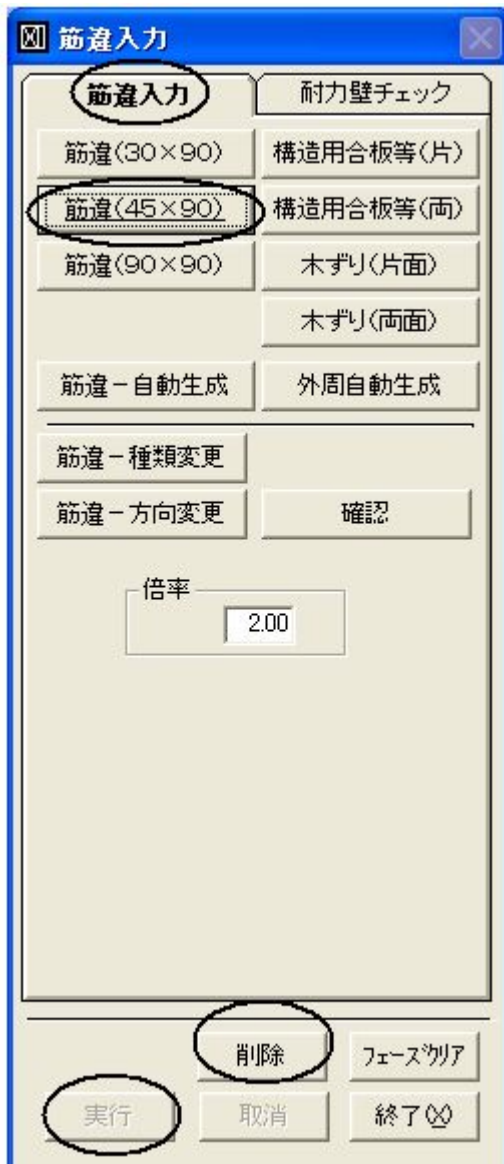 筋違入力
筋違入力 耐力壁チェック
筋違(30×90) 構造用合板等(片)
筋違(45×90) 構造用合板等(両)
筋違(90×90) 木ずり(片面)
木ずり(両面)
筋違－自動生成 外周自動生成
筋違－種類変更
筋違－方向変更 確認
倍率
2.00
削除 フェーズクリア
実行 取消 終了(X)